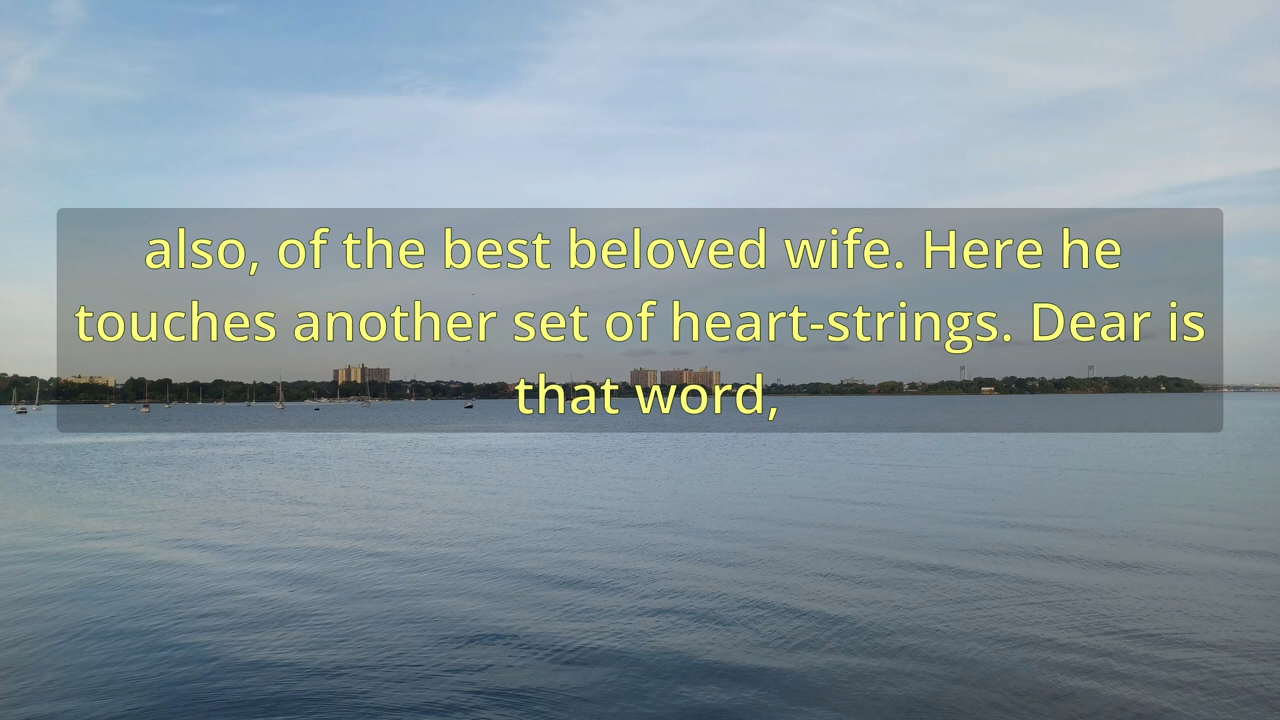 also, of the best beloved wife. Here he
touches another set of heart-strings. Dear is
that word,